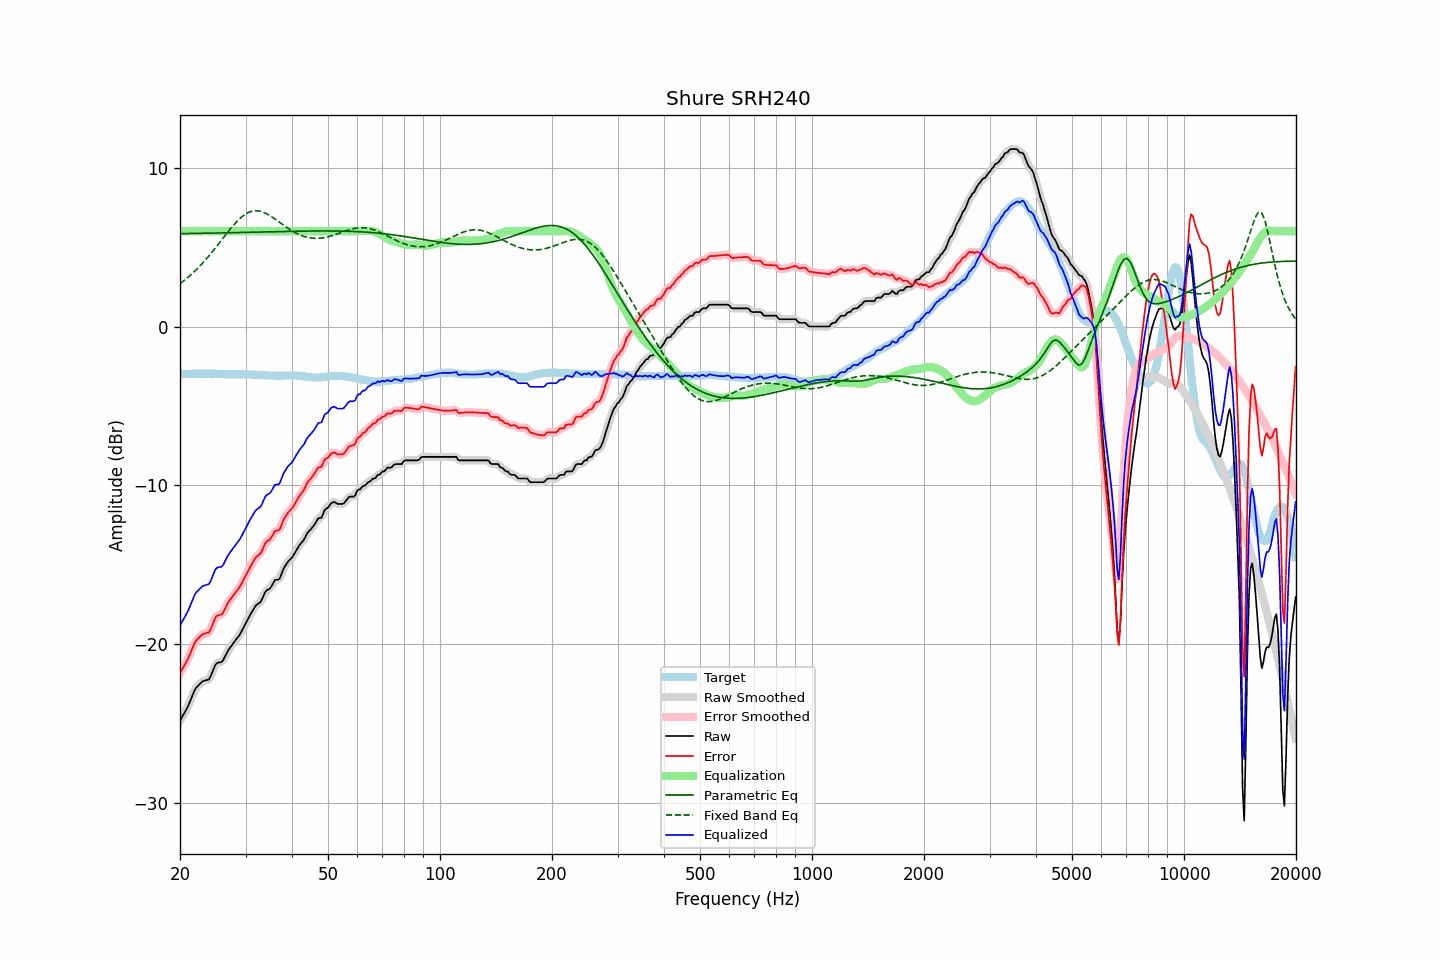 Shure SRH240
Amplitude (dBr)
10
0
−10
−20
−30
20
50
100
200
500
1000
2000
5000
10000
20000
Frequency (Hz)
Target
Raw Smoothed
Error Smoothed
Raw
Error
Equalization
Parametric Eq
Fixed Band Eq
Equalized